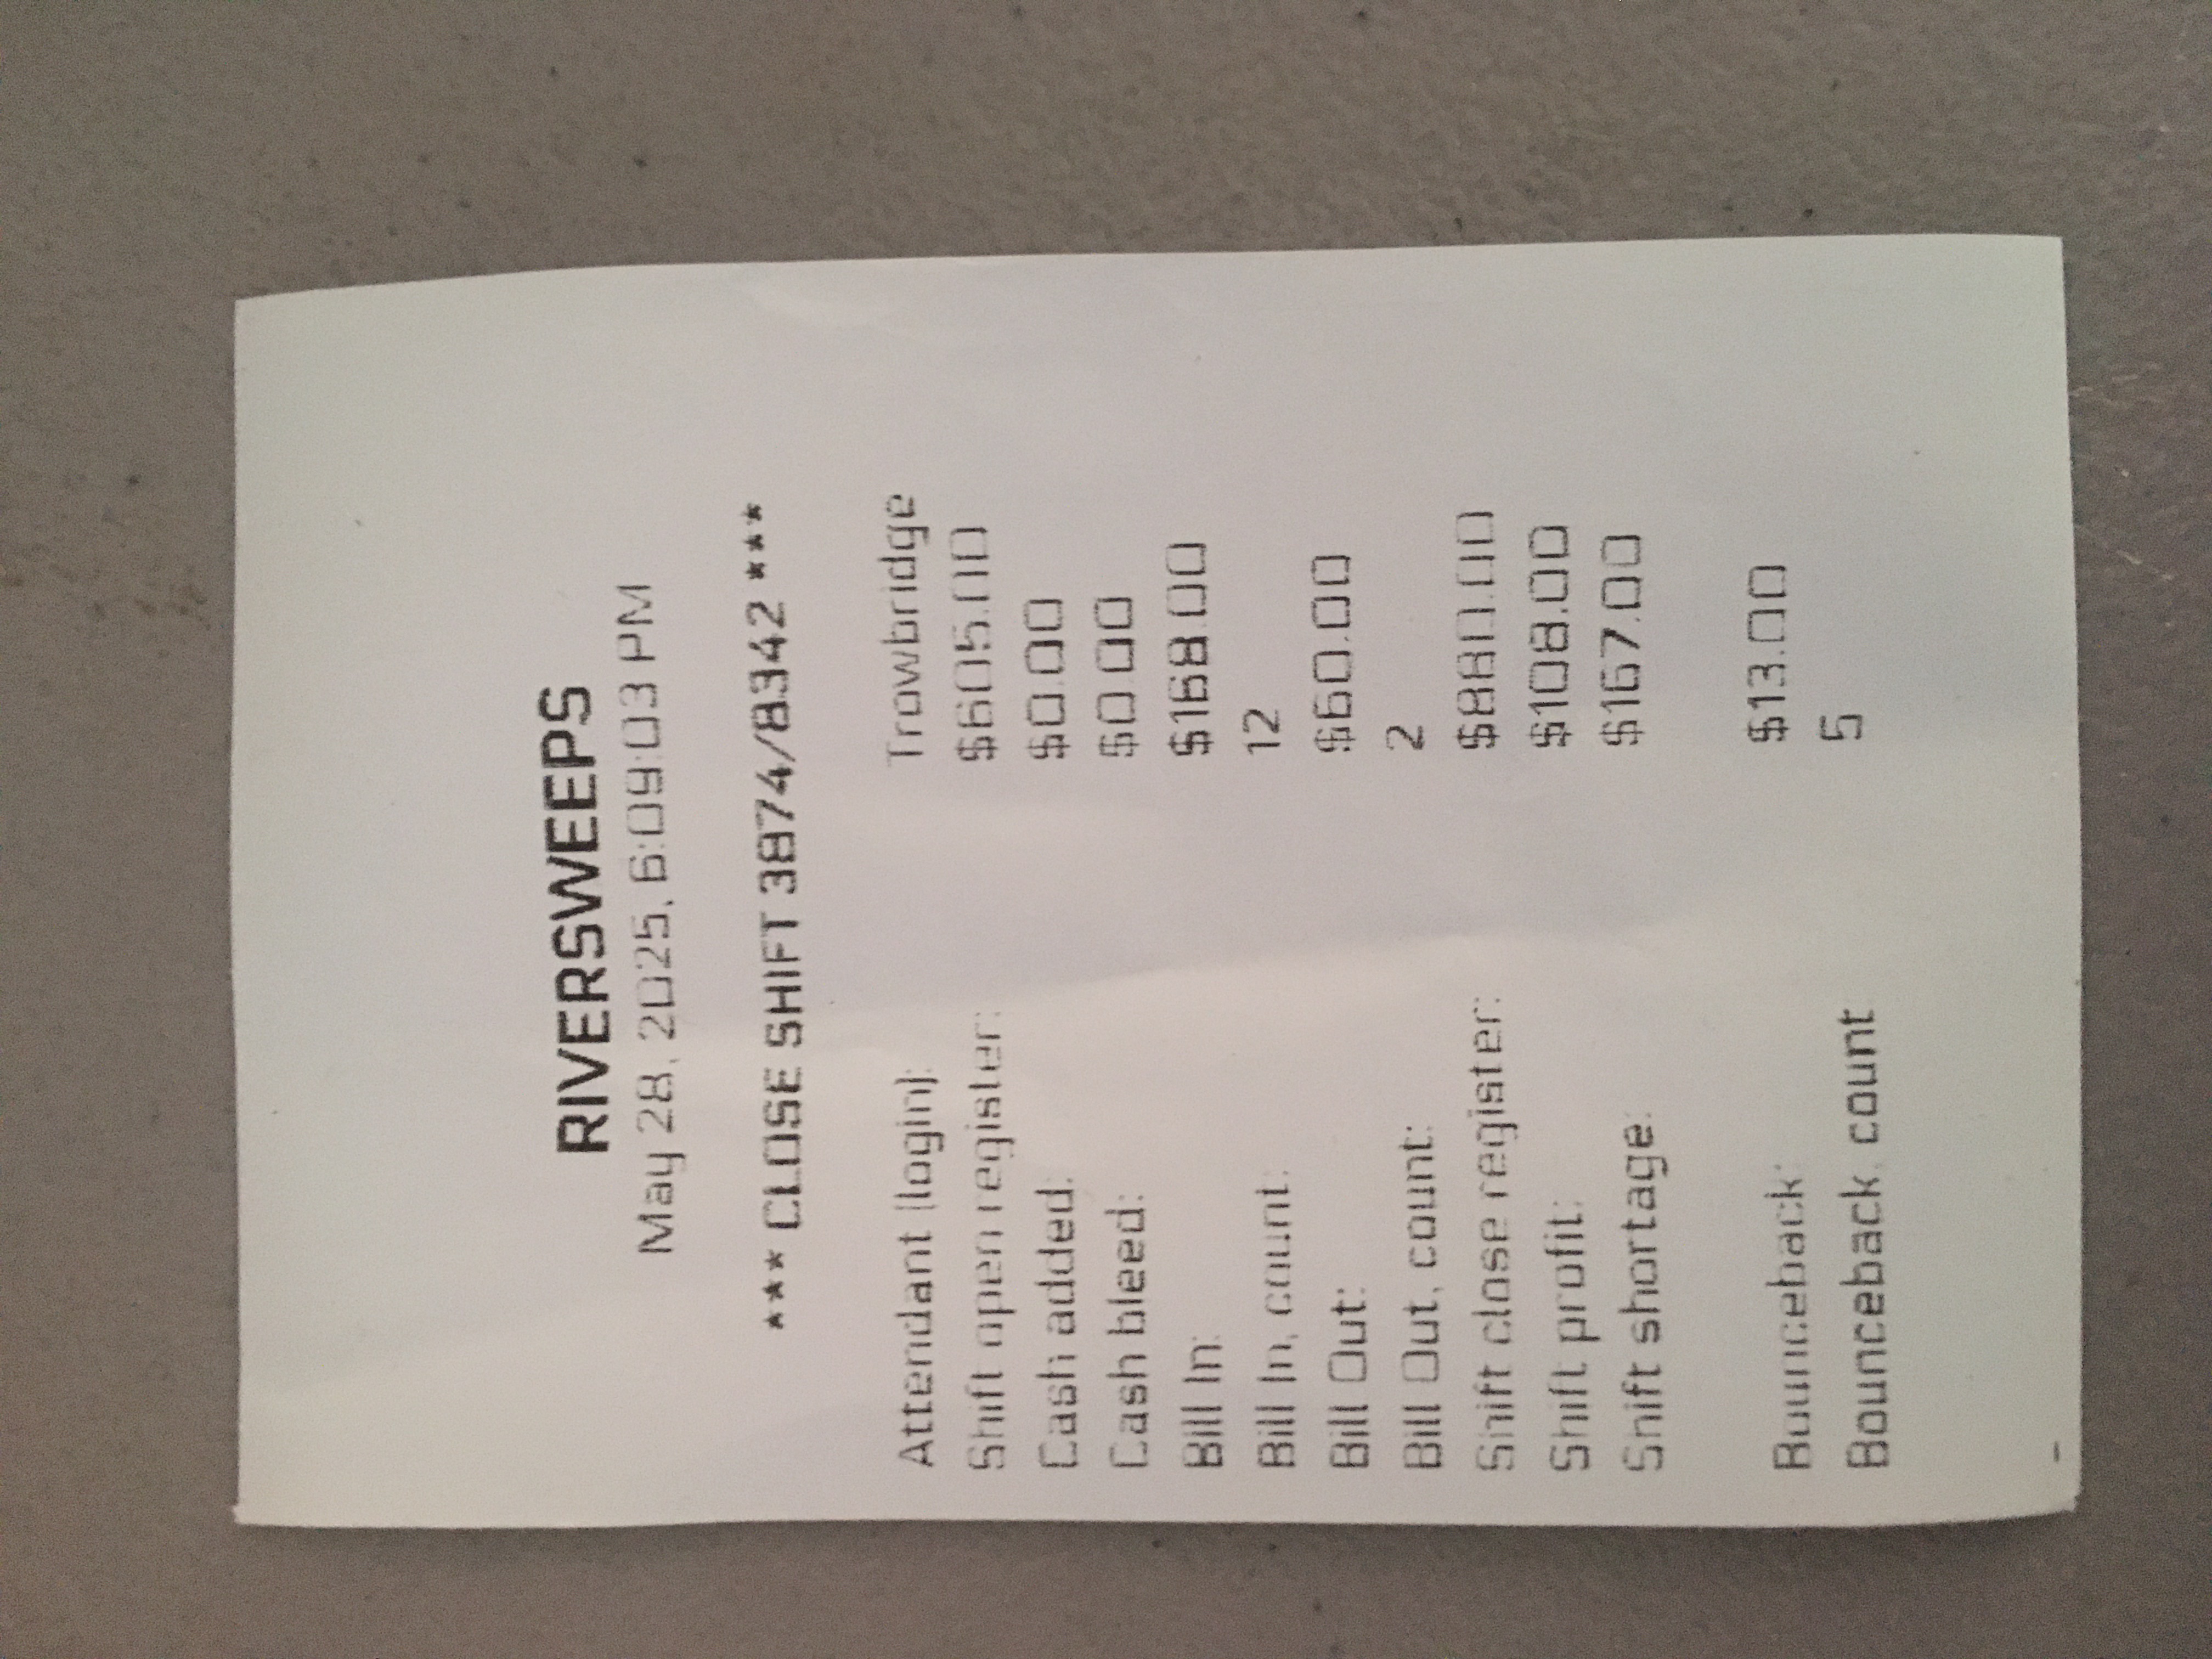 RIVERSWEEPS
May 28, 2025, 6:09:03 PM
*** CLOSE SHIFT 3874/8342 ***
Attendant (login): Trowbridge
Shift open register: $605.00
Cash added: $0.00
Cash bleed: $0.00
Bill In: $168.00
Bill In, count: 12
Bill Out: $60.00
Bill Out, count: 2
Shift close register: $880.00
Shift profit: $108.00
Shift shortage: $167.00
Bounceback: $13.00
Bounceback, count 5